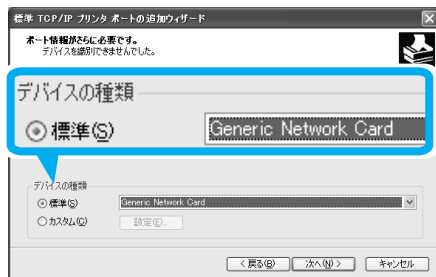 標準 TCP/IP プリンタ ポートの追加ウィザード
ポート情報がさらに必要です。
デバイスを識別できませんでした。
デバイスの種類
標準(S) Generic Network Card
デバイスの種類
標準(S) Generic Network Card
カスタム(C) 設定(E)...
< 戻る(B) 次へ(N) > キャンセル